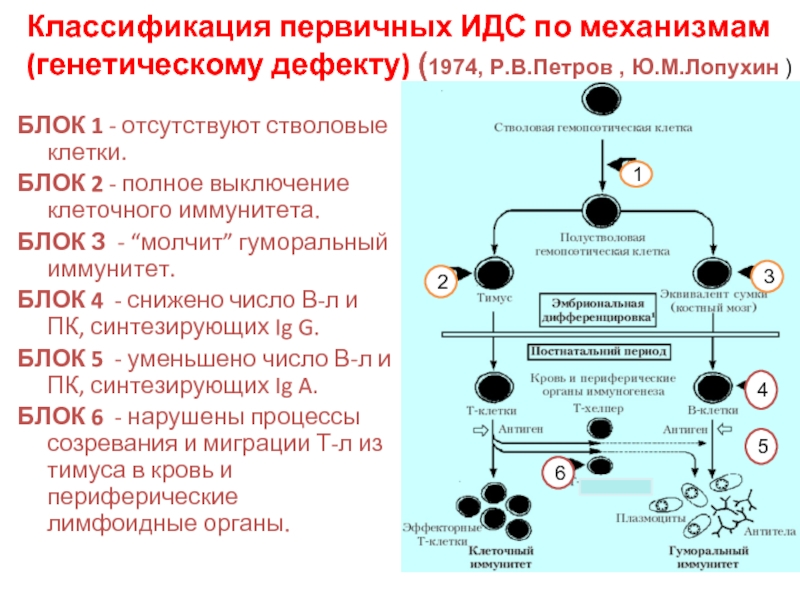 Классификация первичных ИДС по механизмам
(генетическому дефекту) (1974, Р.В.Петров , Ю.М.Лопухин )
БЛОК 1 - отсутствуют стволовые
клетки.
БЛОК 2 - полное выключение
клеточного иммунитета.
БЛОК 3 - “молчит” гуморальный
иммунитет.
БЛОК 4 - снижено число В-л и
ПК, синтезирующих Ig G.
БЛОК 5 - уменьшено число В-л и
ПК, синтезирующих Ig A.
БЛОК 6 - нарушены процессы
созревания и миграции Т-л из
тимуса в кровь и
периферические
лимфоидные органы.
Стволовая гемопоэтическая клетка
1
Полустволовая
гемопоэтическая клетка
2
3
Тимус
Эмбриональная
дифференцировка¹
Эквивалент сумки
(костный мозг)
Постнатальный период
Кровь и периферические
органы иммуногенеза
4
Т-клетки
Т-хелпер
В-клетки
Антиген
Антиген
5
6
Эффекторные
Т-клетки
Плазмоциты
Антитела
Клеточный
иммунитет
Гуморальный
иммунитет